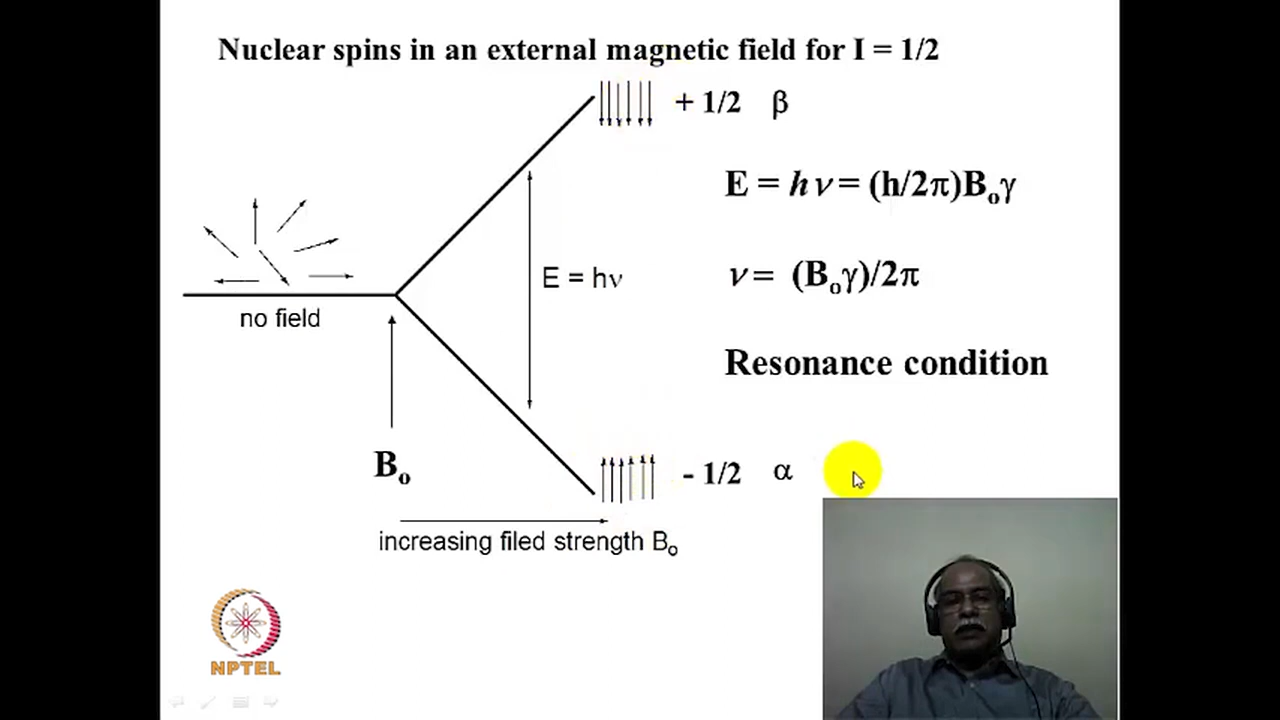 Nuclear spins in an external magnetic field for I = 1/2
+ 1/2 β
E = hν = (h/2π)Boγ
E = hν
ν = (Boγ)/2π
no field
Resonance condition
Bo
- 1/2 α
increasing filed strength Bo
NPTEL